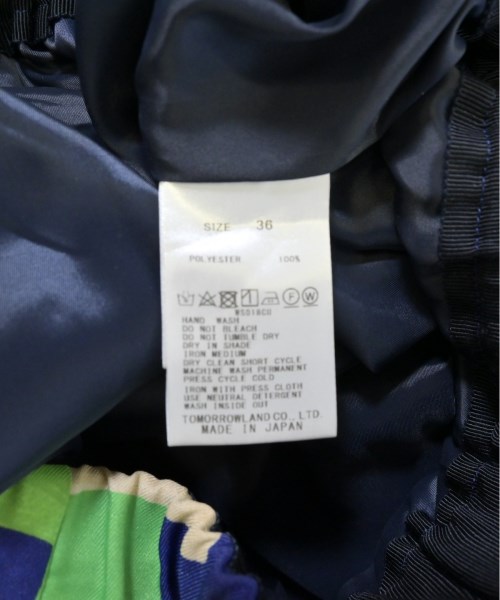 SIZE 36
POLYESTER 100%
F W
WSS16CO
HAND WASH
DO NOT BLEACH
DO NOT TUMBLE DRY
DRY IN SHADE
IRON MEDIUM
DRY CLEAN SHORT CYCLE
MACHINE WASH PERMANENT
PRESS CYCLE COLD
IRON WITH PRESS CLOTH
USE NEUTRAL DETERGENT
WASH INSIDE OUT
TOMORROWLAND CO., LTD.
MADE IN JAPAN